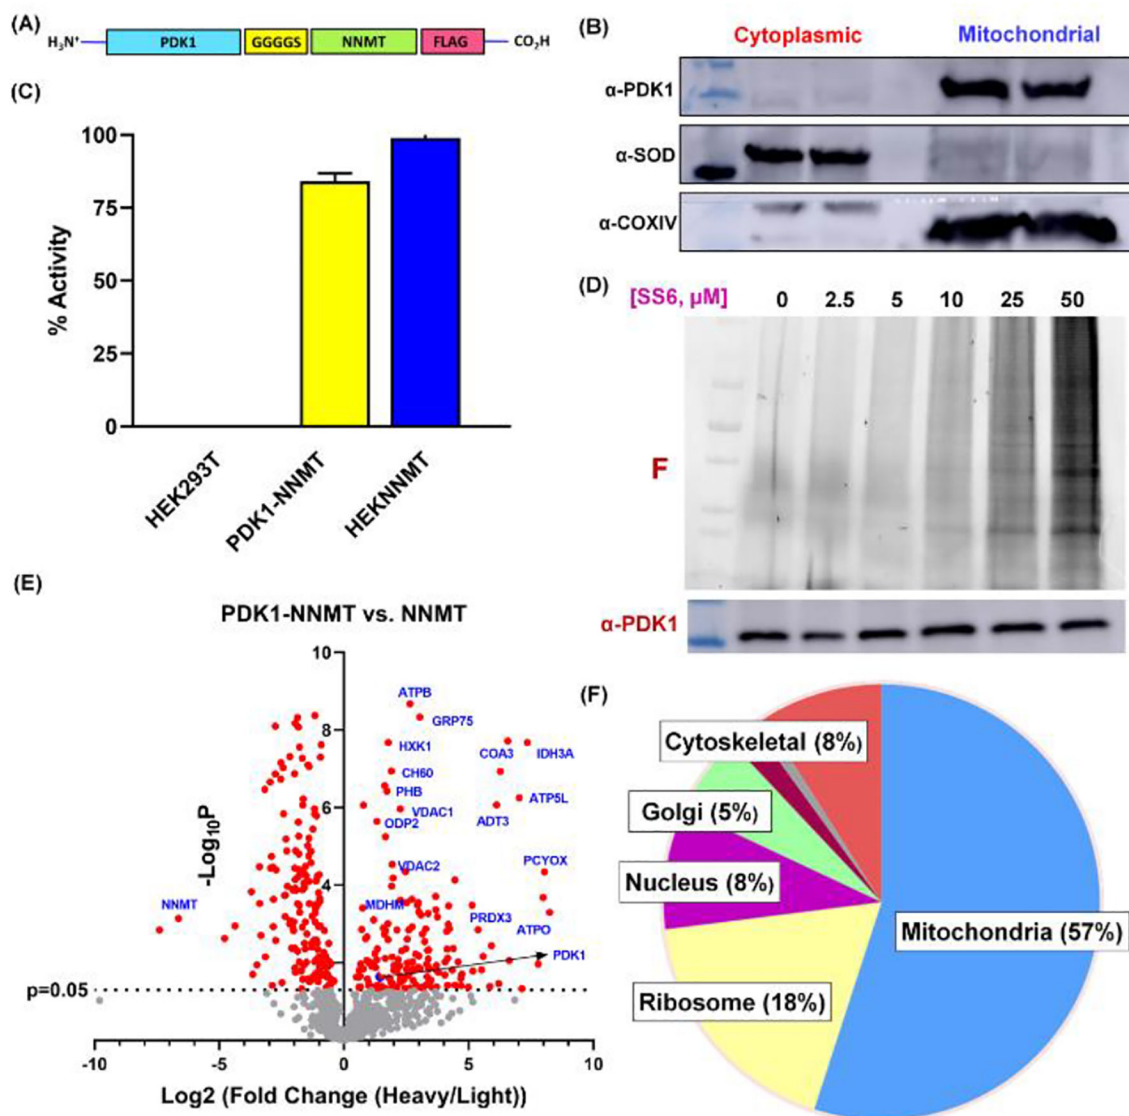 (A)
H₃N⁺ PDK1 GGGGS NNMT FLAG CO₂H
(B)
Cytoplasmic Mitochondrial
α-PDK1
α-SOD
α-COXIV
(C)
100
75
50
25
0
% Activity
HEK293T
PDK1-NNMT
HEKNNMT
(D)
[SS6, µM] 0 2.5 5 10 25 50
F
α-PDK1
(E)
PDK1-NNMT vs. NNMT
10
8
6
4
-Log₁₀P
p=0.05
ATPB
GRP75
HXK1
COA3
IDH3A
CH60
PHB
VDAC1
ATP5L
ODP2
ADT3
VDAC2
PCYOX
NNMT
MDHM
PRDX3
ATPO
PDK1
-10 -5 0 5 10
Log2 (Fold Change (Heavy/Light))
(F)
Cytoskeletal (8%)
Golgi (5%)
Nucleus (8%)
Mitochondria (57%)
Ribosome (18%)